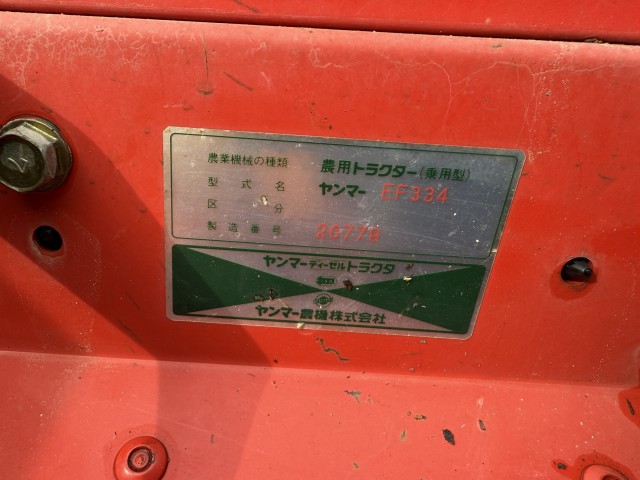 農業機械の種類 農用トラクター(乗用型)
型式名 ヤンマー EF334
区分
製造番号 20776
ヤンマーディーゼルトラクタ
ヤンマー農機株式会社